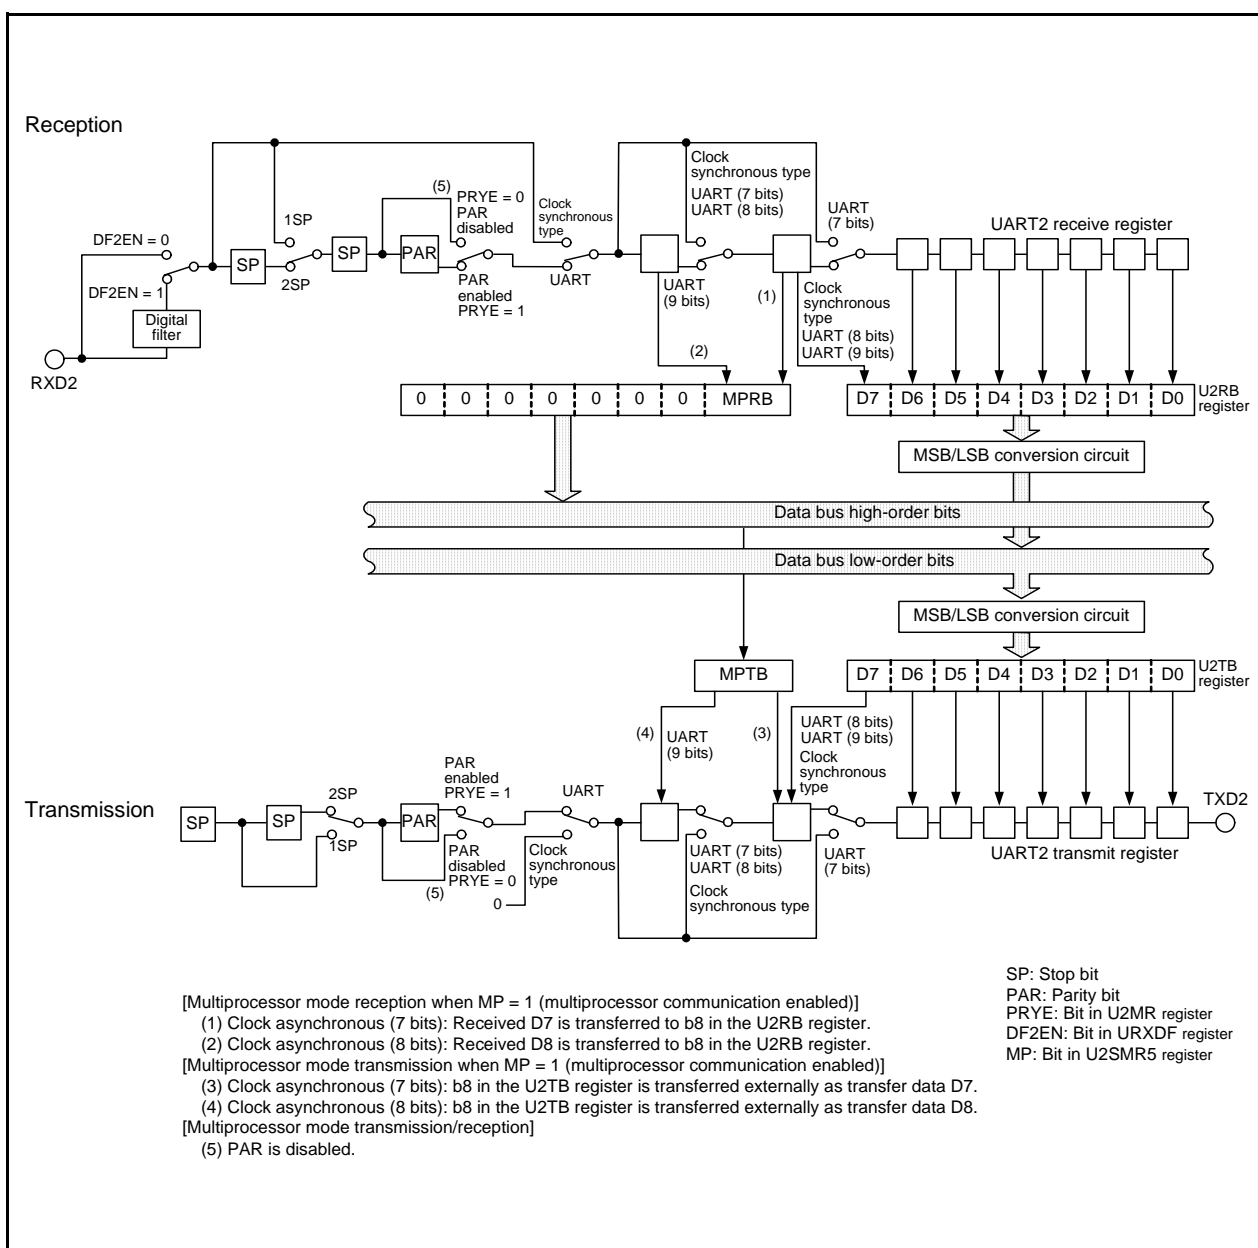 Reception
Clock
synchronous type
UART (7 bits)
UART (8 bits)
(5)
PRYE = 0
PAR
disabled
Clock
synchronous
type
UART
(7 bits)
UART2 receive register
1SP
DF2EN = 0
SP
SP
PAR
2SP
DF2EN = 1
PAR
enabled
PRYE = 1
UART
UART
(9 bits)
(1)
Clock
synchronous
type
UART (8 bits)
UART (9 bits)
Digital
filter
(2)
RXD2
0 0 0 0 0 0 0 MPRB
D7 D6 D5 D4 D3 D2 D1 D0
U2RB
register
MSB/LSB conversion circuit
Data bus high-order bits
Data bus low-order bits
MSB/LSB conversion circuit
MPTB
D7 D6 D5 D4 D3 D2 D1 D0
U2TB
register
(4)
UART
(9 bits)
(3)
UART (8 bits)
UART (9 bits)
Clock
synchronous
type
PAR
enabled
PRYE = 1
UART
Transmission
2SP
SP
SP
PAR
TXD2
1SP
PAR
disabled
PRYE = 0
(5)
Clock
synchronous
type
0
UART (7 bits)
UART (8 bits)
Clock
synchronous type
UART
(7 bits)
UART2 transmit register
SP: Stop bit
PAR: Parity bit
PRYE: Bit in U2MR register
DF2EN: Bit in URXDF register
MP: Bit in U2SMR5 register
[Multiprocessor mode reception when MP = 1 (multiprocessor communication enabled)]
(1) Clock asynchronous (7 bits): Received D7 is transferred to b8 in the U2RB register.
(2) Clock asynchronous (8 bits): Received D8 is transferred to b8 in the U2RB register.
[Multiprocessor mode transmission when MP = 1 (multiprocessor communication enabled)]
(3) Clock asynchronous (7 bits): b8 in the U2TB register is transferred externally as transfer data D7.
(4) Clock asynchronous (8 bits): b8 in the U2TB register is transferred externally as transfer data D8.
[Multiprocessor mode transmission/reception]
(5) PAR is disabled.